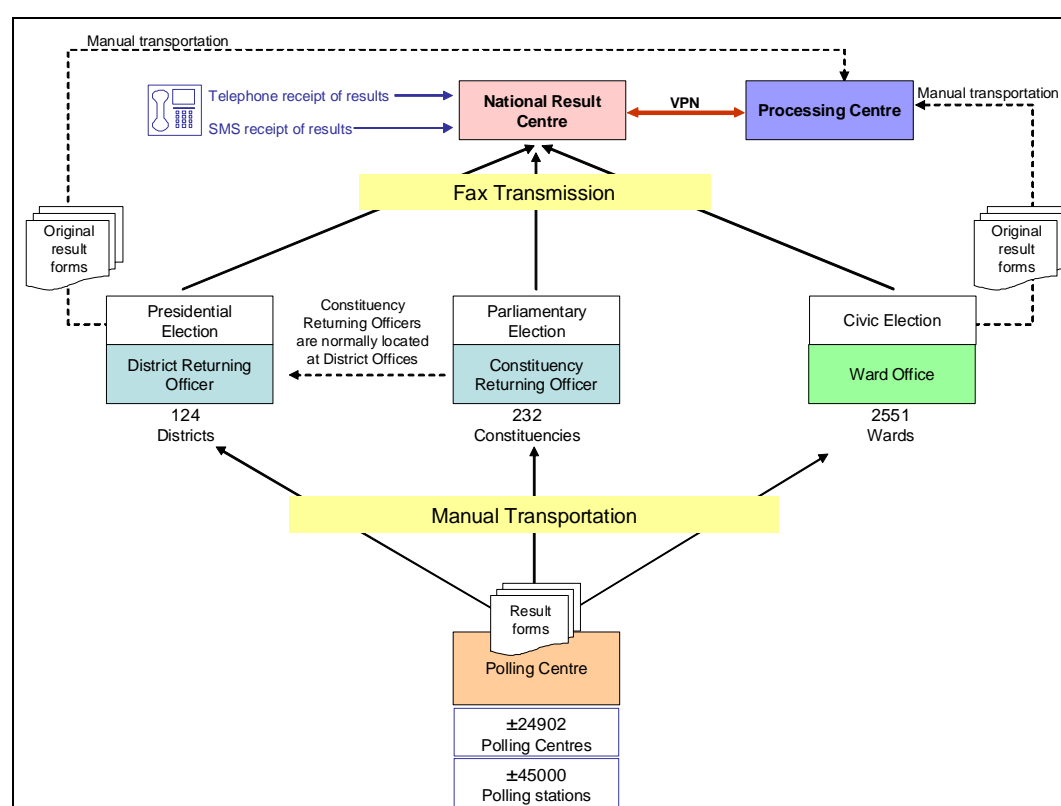 Manual transportation
Telephone receipt of results
SMS receipt of results
National Result
Centre
VPN
Processing Centre
Manual transportation
Fax Transmission
Original
result
forms
Original
result
forms
Presidential
Election
District Returning
Officer
124
Districts
Constituency
Returning Officers
are normally located
at District Offices
Parliamentary
Election
Constituency
Returning Officer
232
Constituencies
Civic Election
Ward Office
2551
Wards
Manual Transportation
Result
forms
Polling Centre
±24902
Polling Centres
±45000
Polling stations